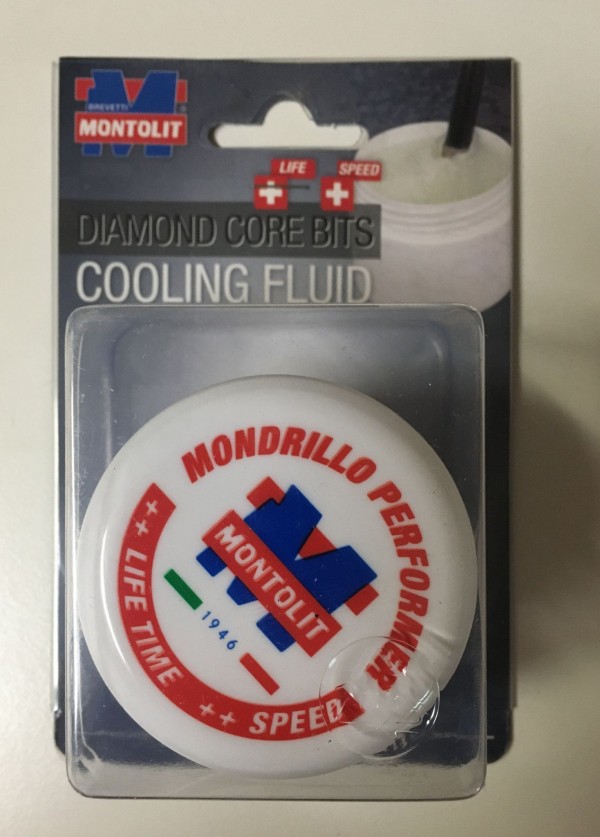 BREVETTI
MONTOLIT
®
LIFE
SPEED
DIAMOND CORE BITS
COOLING FLUID
MONDRILLO PERFORMER
MONTOLIT
1946
++ LIFE TIME ++ SPEED